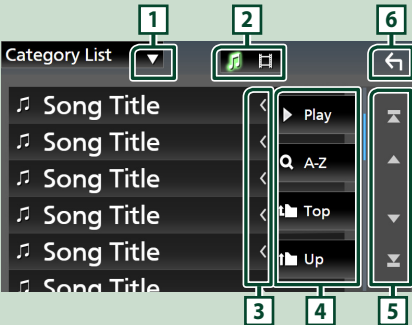 1 2 6
Category List
Song Title
Song Title
Song Title
Song Title
Song Title
Song Title
Play
A-Z
Top
Up
3 4 5